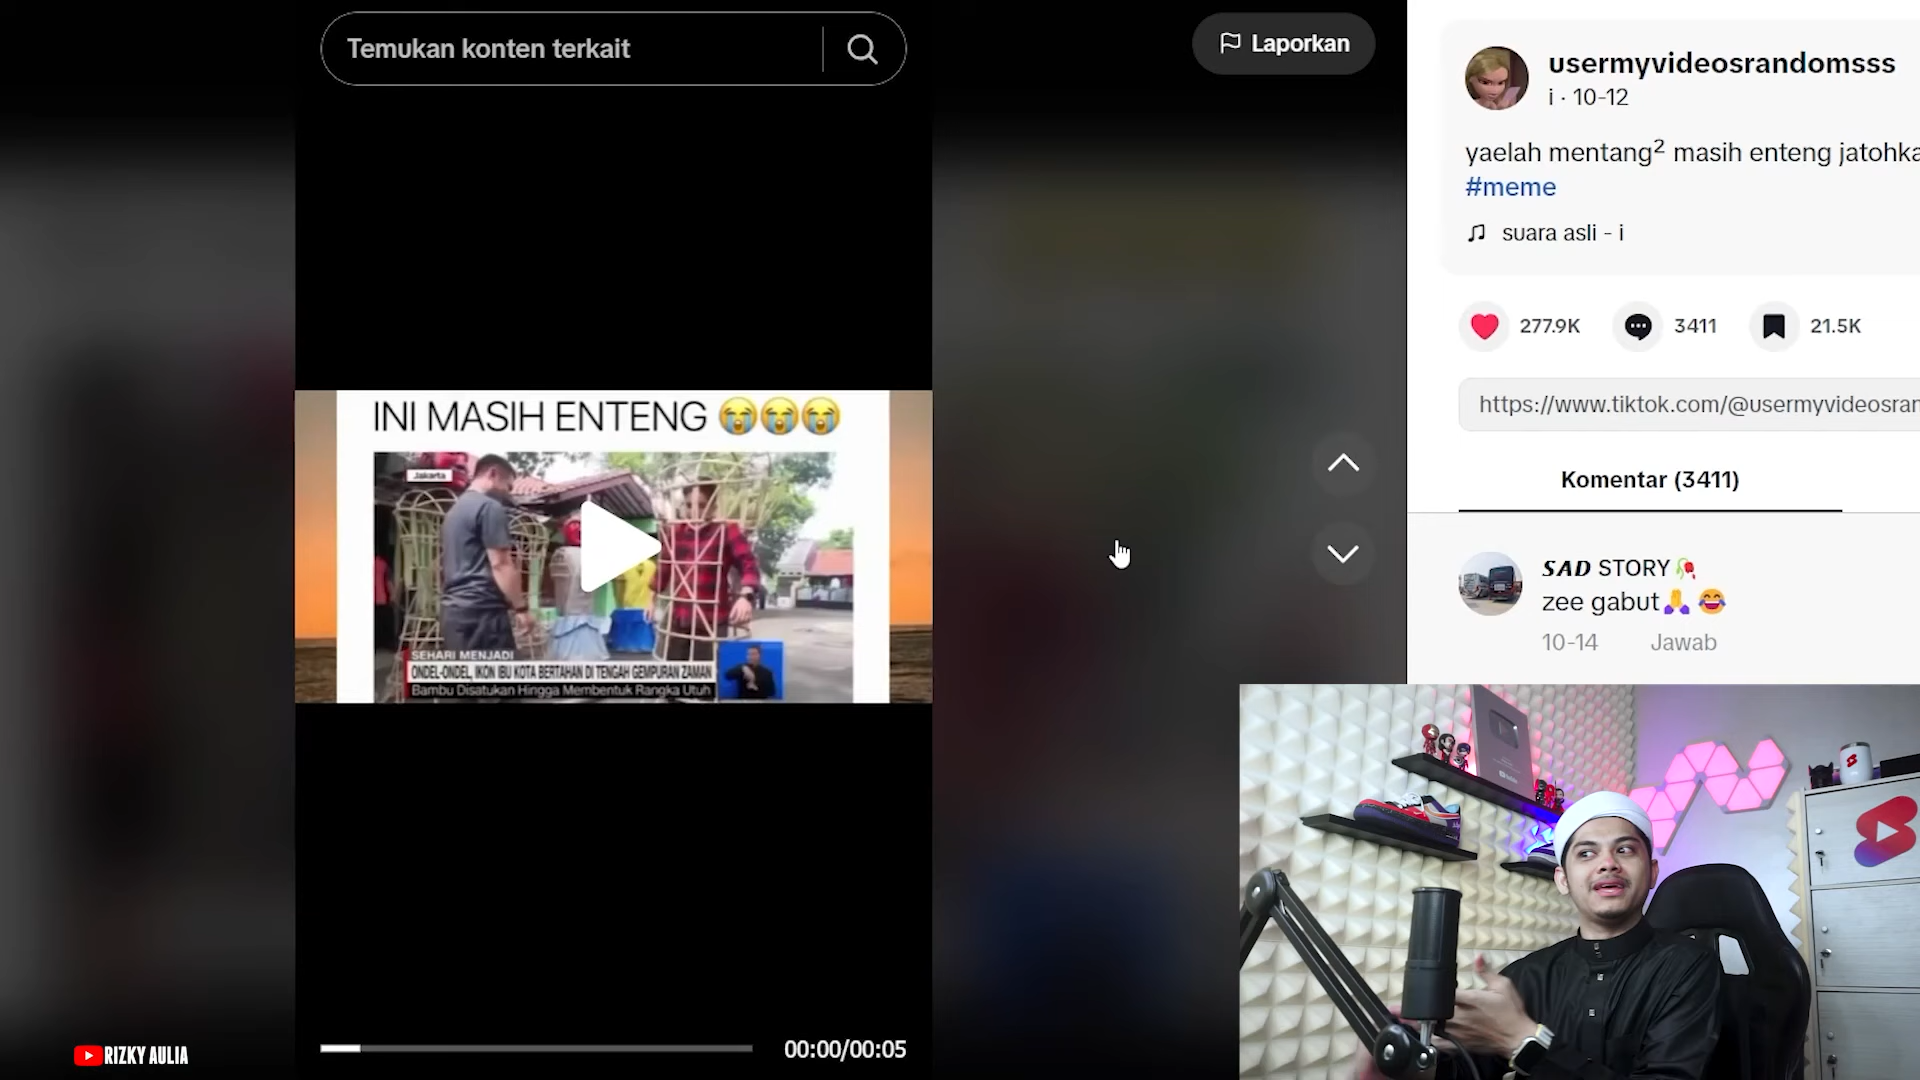 Temukan konten terkait
Laporkan
usermyvideosrandomsss
i · 10-12
yaelah mentang² masih enteng jatohka
#meme
suara asli - i
277.9K
3411
21.5K
https://www.tiktok.com/@usermyvideosran
Komentar (3411)
SAD STORY🥀
zee gabut🙏😂
10-14 Jawab
INI MASIH ENTENG 😭😭😭
Jakarta
SEHARI MENJADI
ONDEL-ONDEL, IKON IBU KOTA BERTAHAN DI TENGAH GEMPURAN ZAMAN
Bambu Disatukan Hingga Membentuk Rangka Utuh
00:00/00:05
RIZKY AULIA